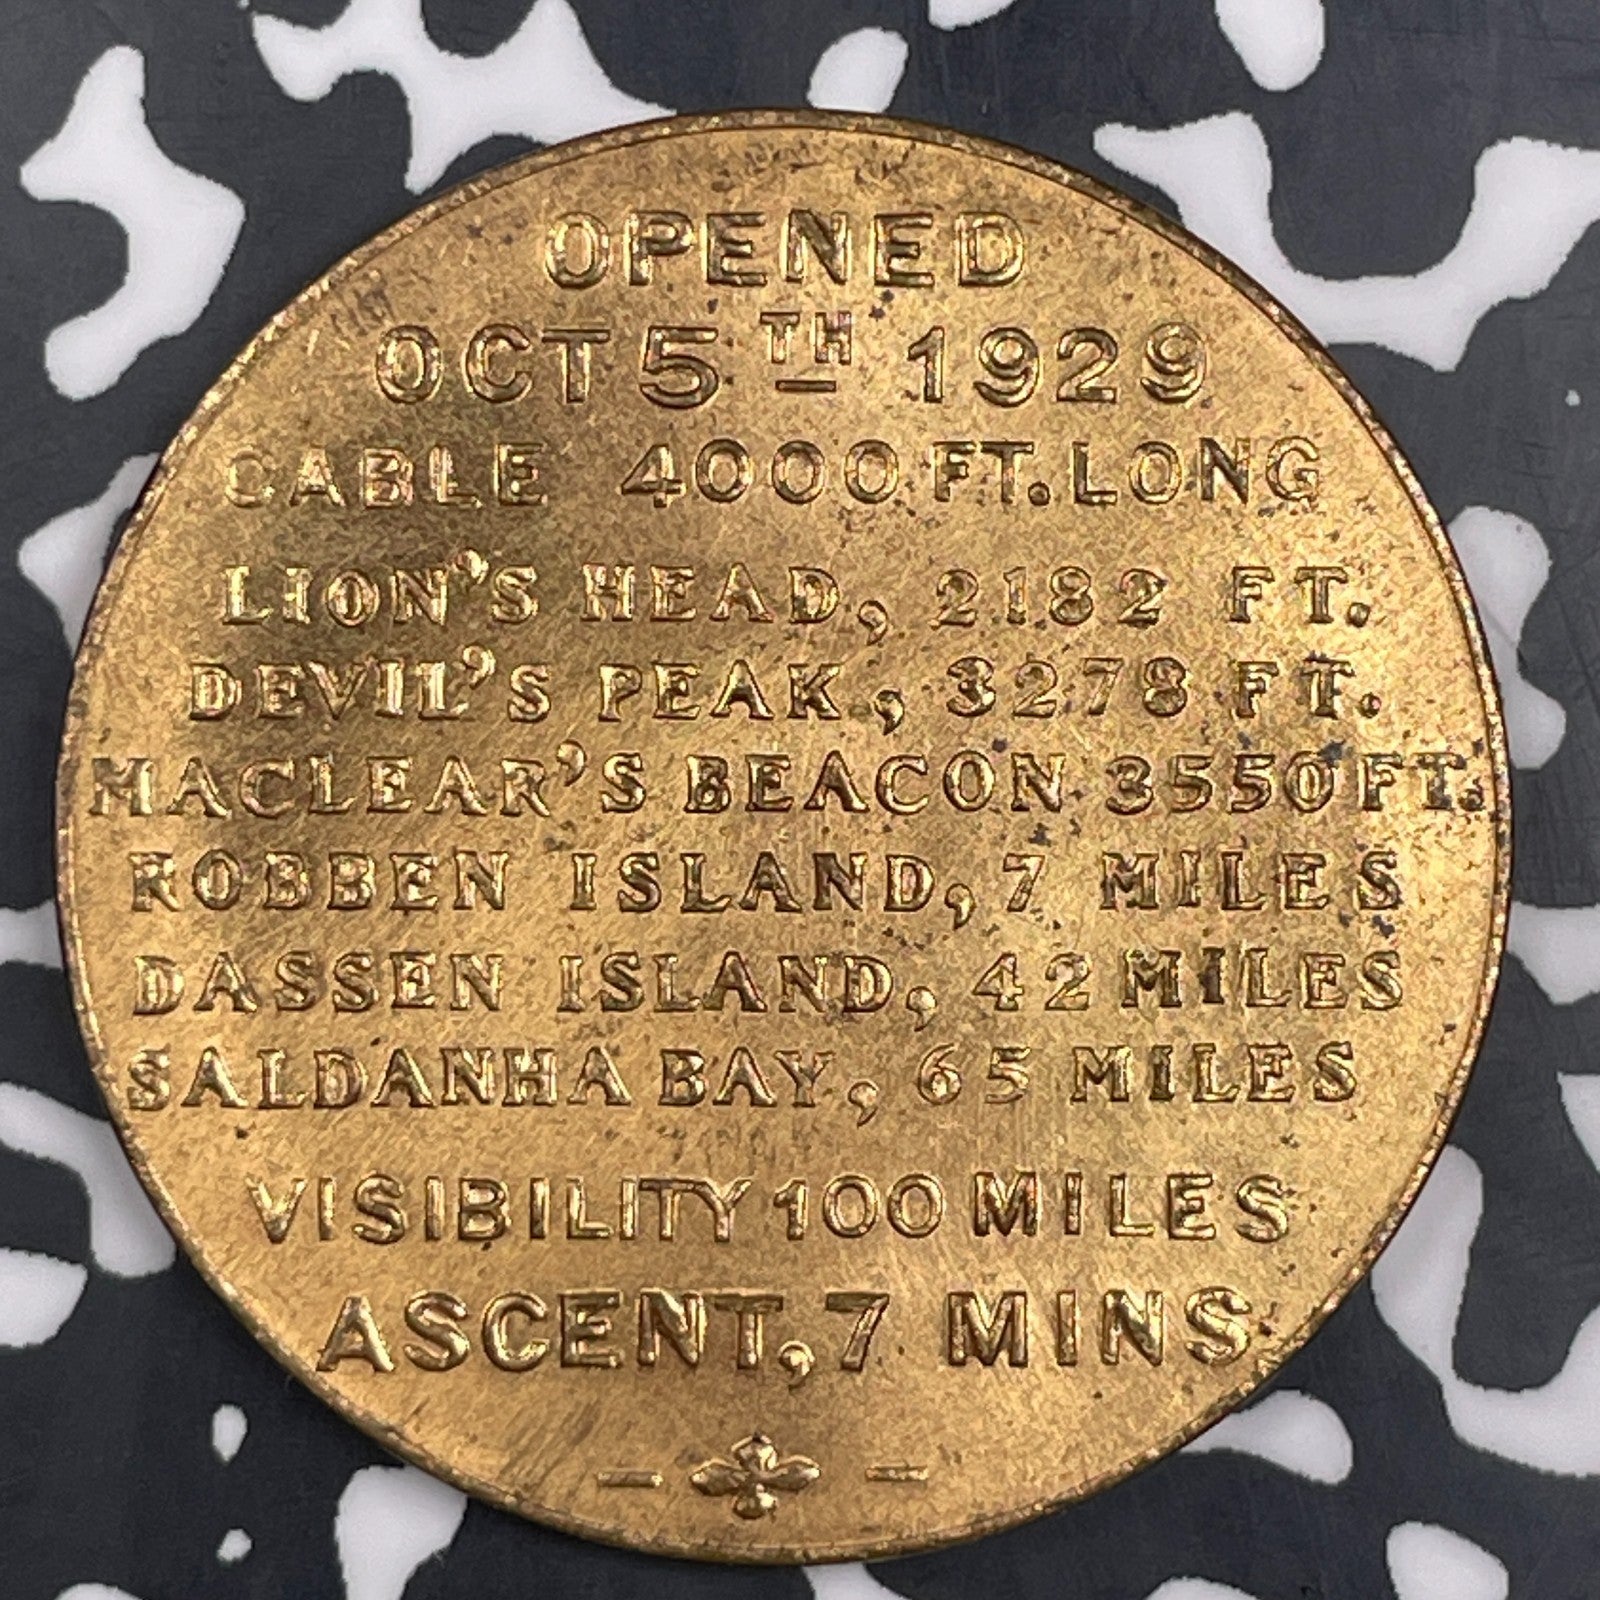 OPENED
OCT 5TH 1929
CABLE 4000 FT. LONG
LION'S HEAD, 2182 FT.
DEVIL'S PEAK, 3278 FT.
MACLEAR'S BEACON 3550 FT.
ROBBEN ISLAND, 7 MILES
DASSEN ISLAND, 42 MILES
SALDANHA BAY, 65 MILES
VISIBILITY 100 MILES
ASCENT, 7 MINS